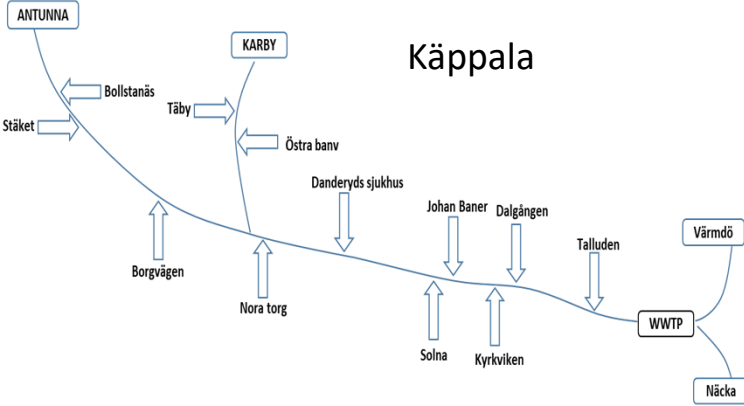 ANTUNNA
KARBY
Käppala
Bollstanäs
Täby
Stäket
Östra banv
Danderyds sjukhus
Johan Baner
Dalgången
Talluden
Värmdö
Borgvägen
Nora torg
WWTP
Solna
Kyrkviken
Näcka